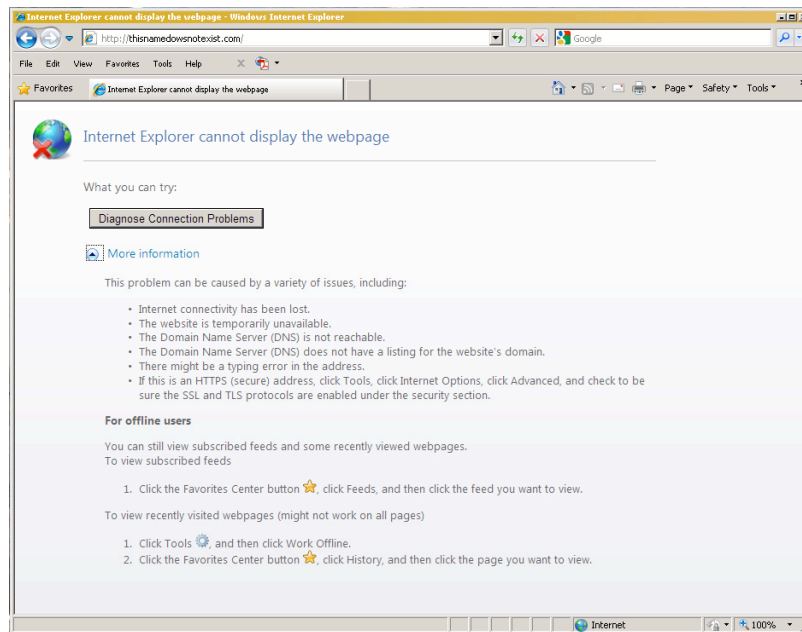 Internet Explorer cannot display the webpage - Windows Internet Explorer
http://thisnamedowsnotexist.com/
Google
File Edit View Favorites Tools Help
Favorites
Internet Explorer cannot display the webpage
Page Safety Tools
Internet Explorer cannot display the webpage
What you can try:
Diagnose Connection Problems
More information
This problem can be caused by a variety of issues, including:
• Internet connectivity has been lost.
• The website is temporarily unavailable.
• The Domain Name Server (DNS) is not reachable.
• The Domain Name Server (DNS) does not have a listing for the website's domain.
• There might be a typing error in the address.
• If this is an HTTPS (secure) address, click Tools, click Internet Options, click Advanced, and check to be
sure the SSL and TLS protocols are enabled under the security section.
For offline users
You can still view subscribed feeds and some recently viewed webpages.
To view subscribed feeds
1. Click the Favorites Center button , click Feeds, and then click the feed you want to view.
To view recently visited webpages (might not work on all pages)
1. Click Tools , and then click Work Offline.
2. Click the Favorites Center button , click History, and then click the page you want to view.
Internet
100%